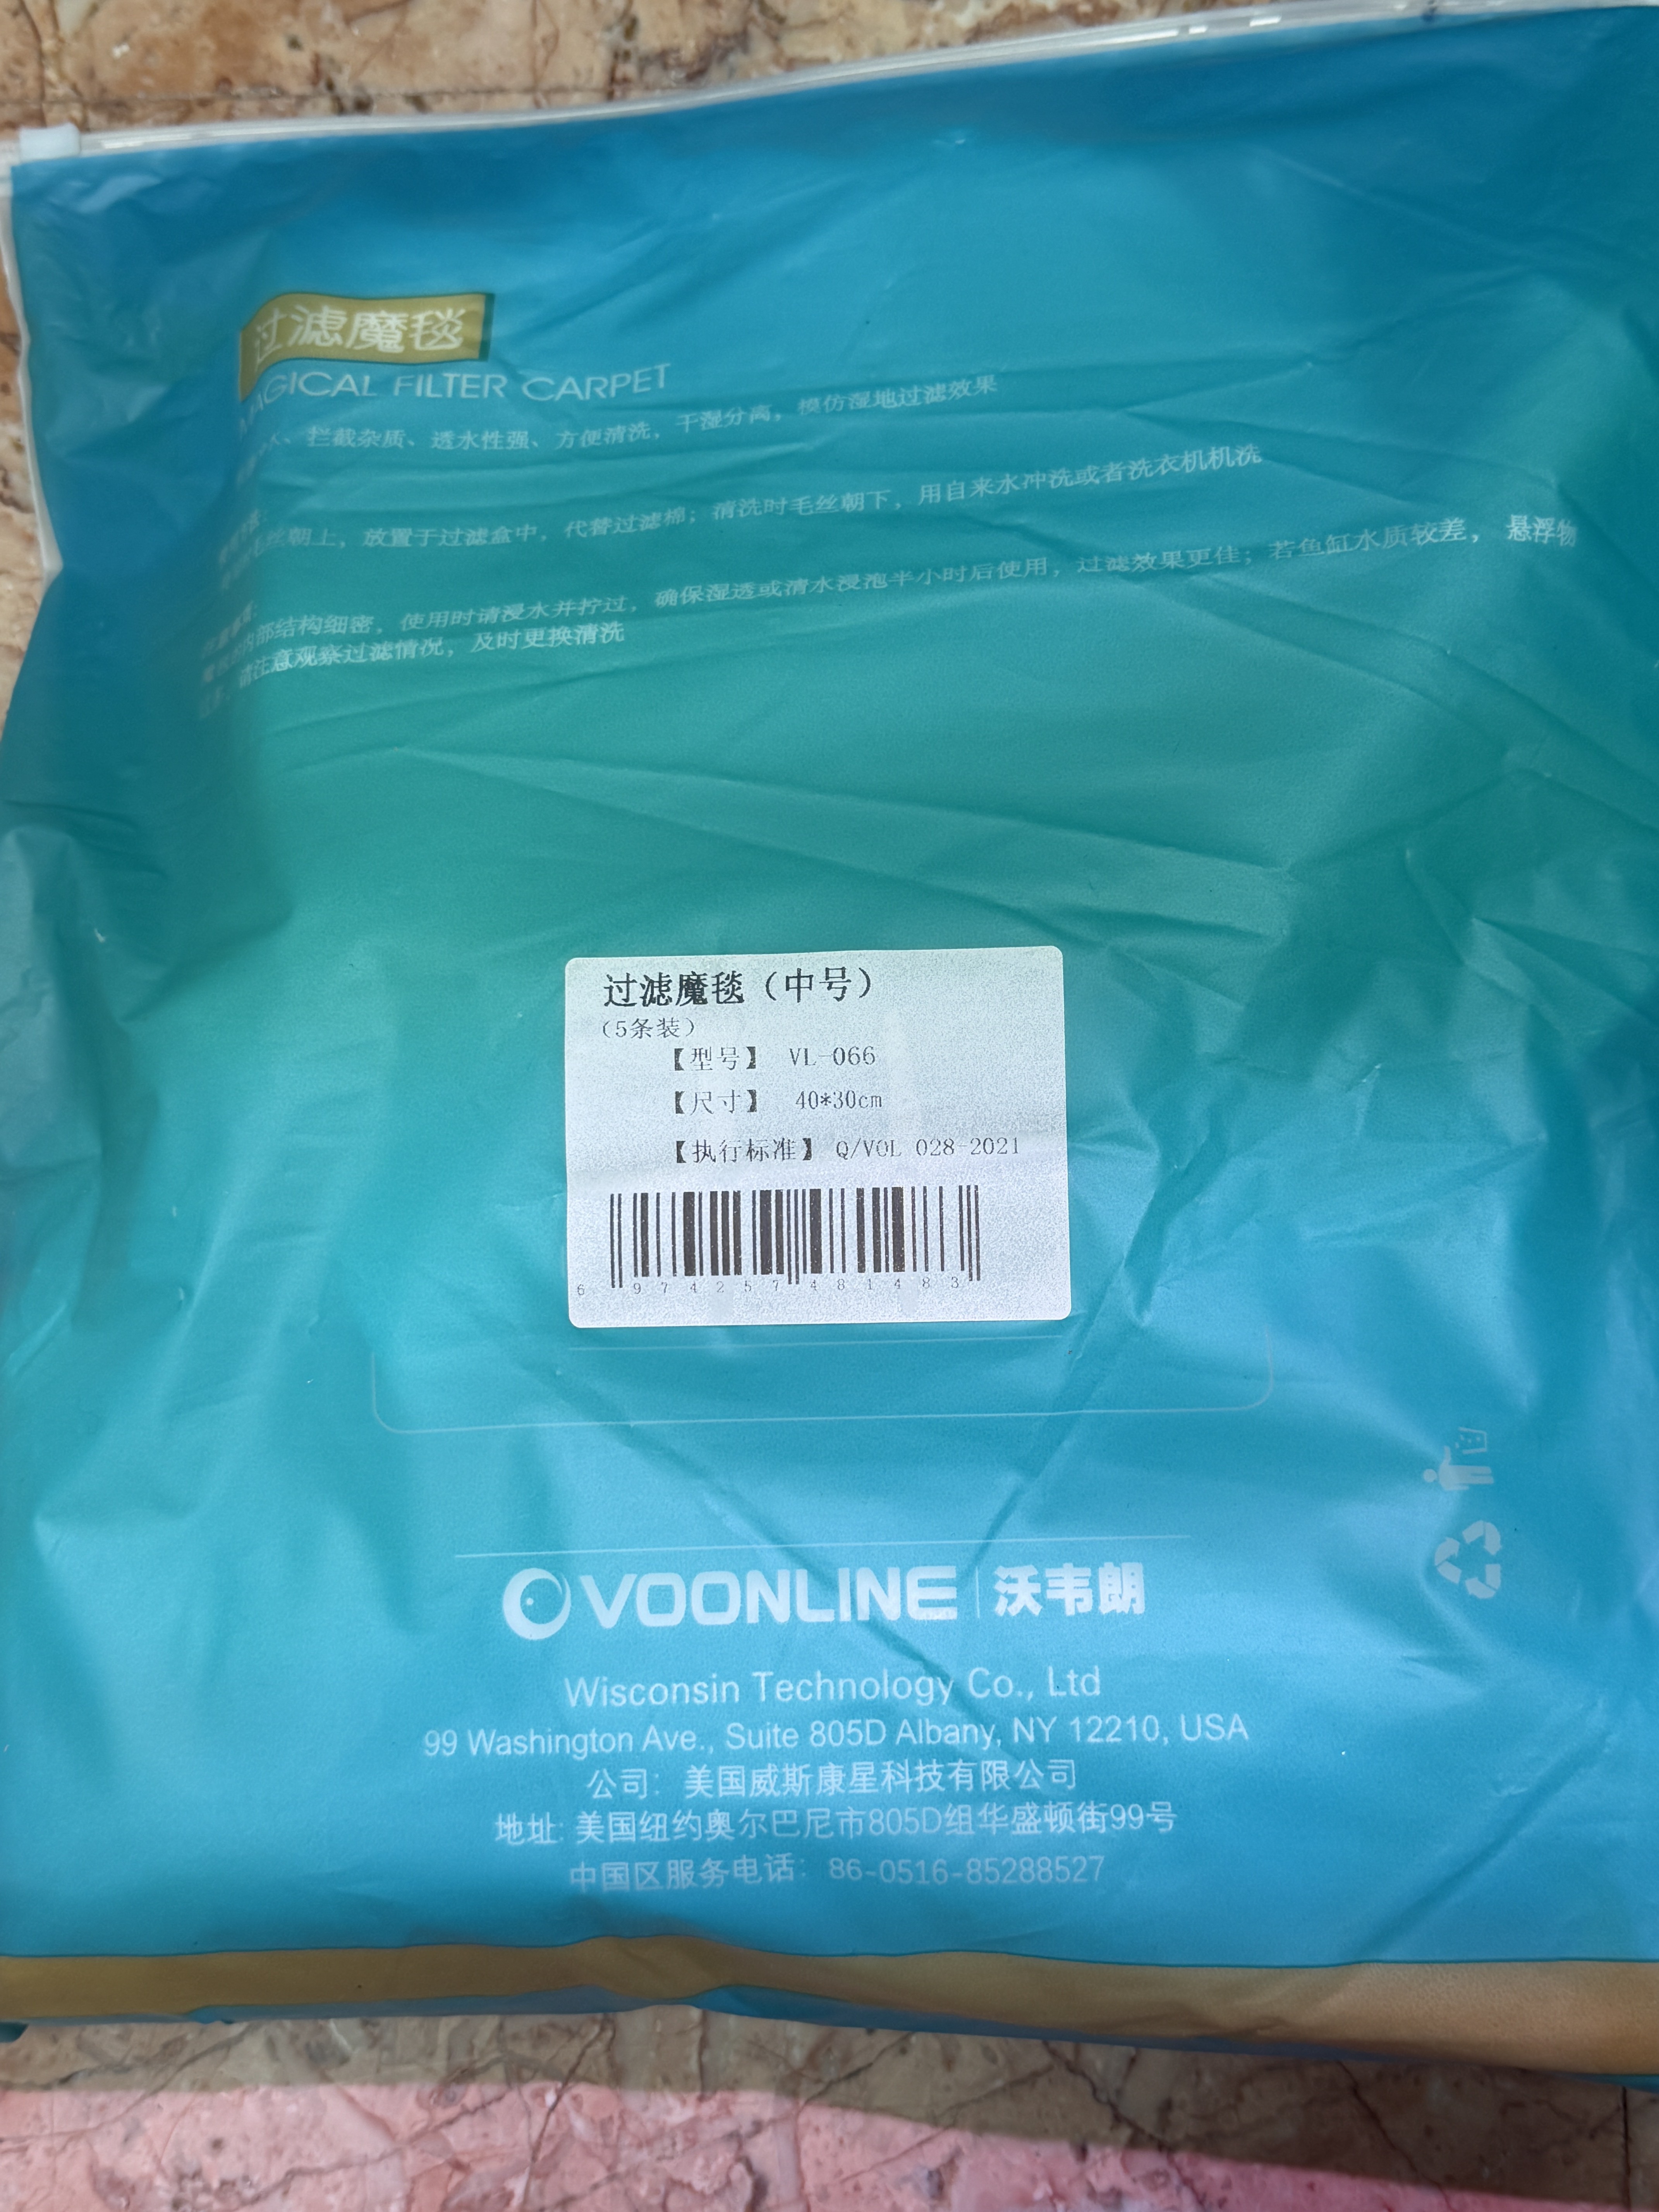 过滤魔毯
MAGICAL FILTER CARPET
水、拦截杂质、透水性强、方便清洗,干湿分离,模仿湿地过滤效果
毛丝朝上,放置于过滤盒中,代替过滤棉;清洗时毛丝朝下,用自来水冲洗或者洗衣机机洗
内部结构细密,使用时请浸水并拧过,确保湿透或清水浸泡半小时后使用,过滤效果更佳;若鱼缸水质较差,悬浮物
请注意观察过滤情况,及时更换清洗
过滤魔毯(中号)
(5条装)
【型号】 VL-066
【尺寸】 40*30cm
【执行标准】 Q/VOL 028-2021
6 974257 481483
VOONLINE 沃韦朗
Wisconsin Technology Co., Ltd
99 Washington Ave., Suite 805D Albany, NY 12210, USA
公司: 美国威斯康星科技有限公司
地址: 美国纽约奥尔巴尼市805D组华盛顿街99号
中国区服务电话: 86-0516-85288527